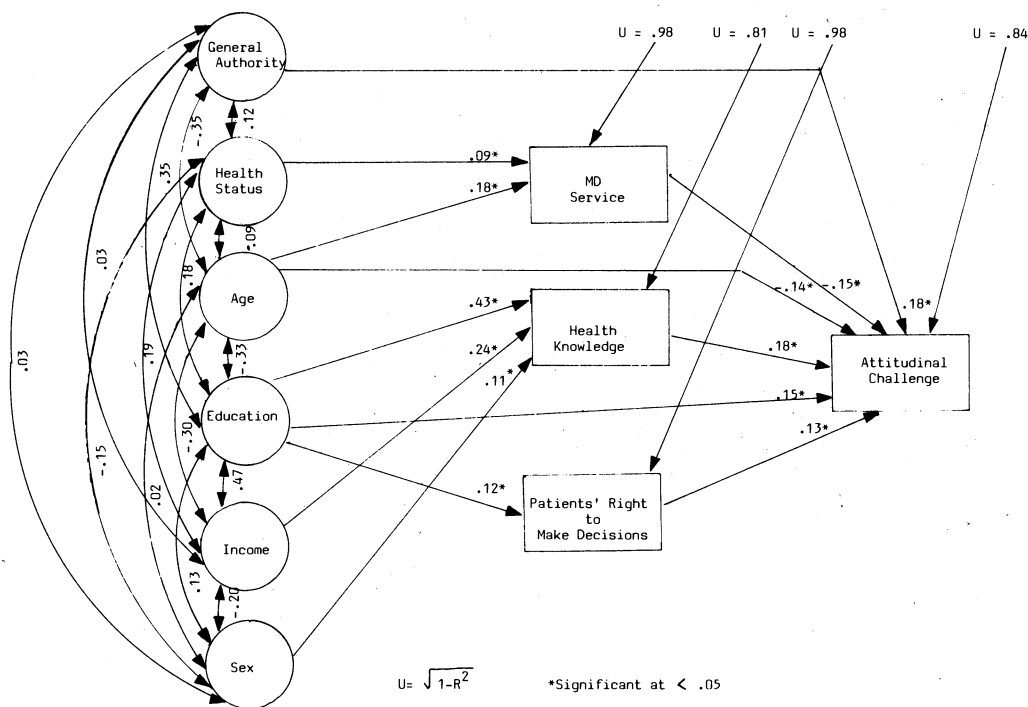 U = .98
U = .81
U = .98
U = .84
General
Authority
.12
-.35
.35
Health
Status
.09*
MD
Service
.18*
-.09
.03
.18
Age
-.14*
-.15*
.18*
.43*
Health
Knowledge
.18*
Attitudinal
Challenge
.24*
.11*
-.33
.03
.19
Education
.15*
.13*
-.30
-.15
.02
.47
.12*
Patients' Right
to
Make Decisions
Income
.13
-.20
Sex
U= √1-R²
*Significant at < .05